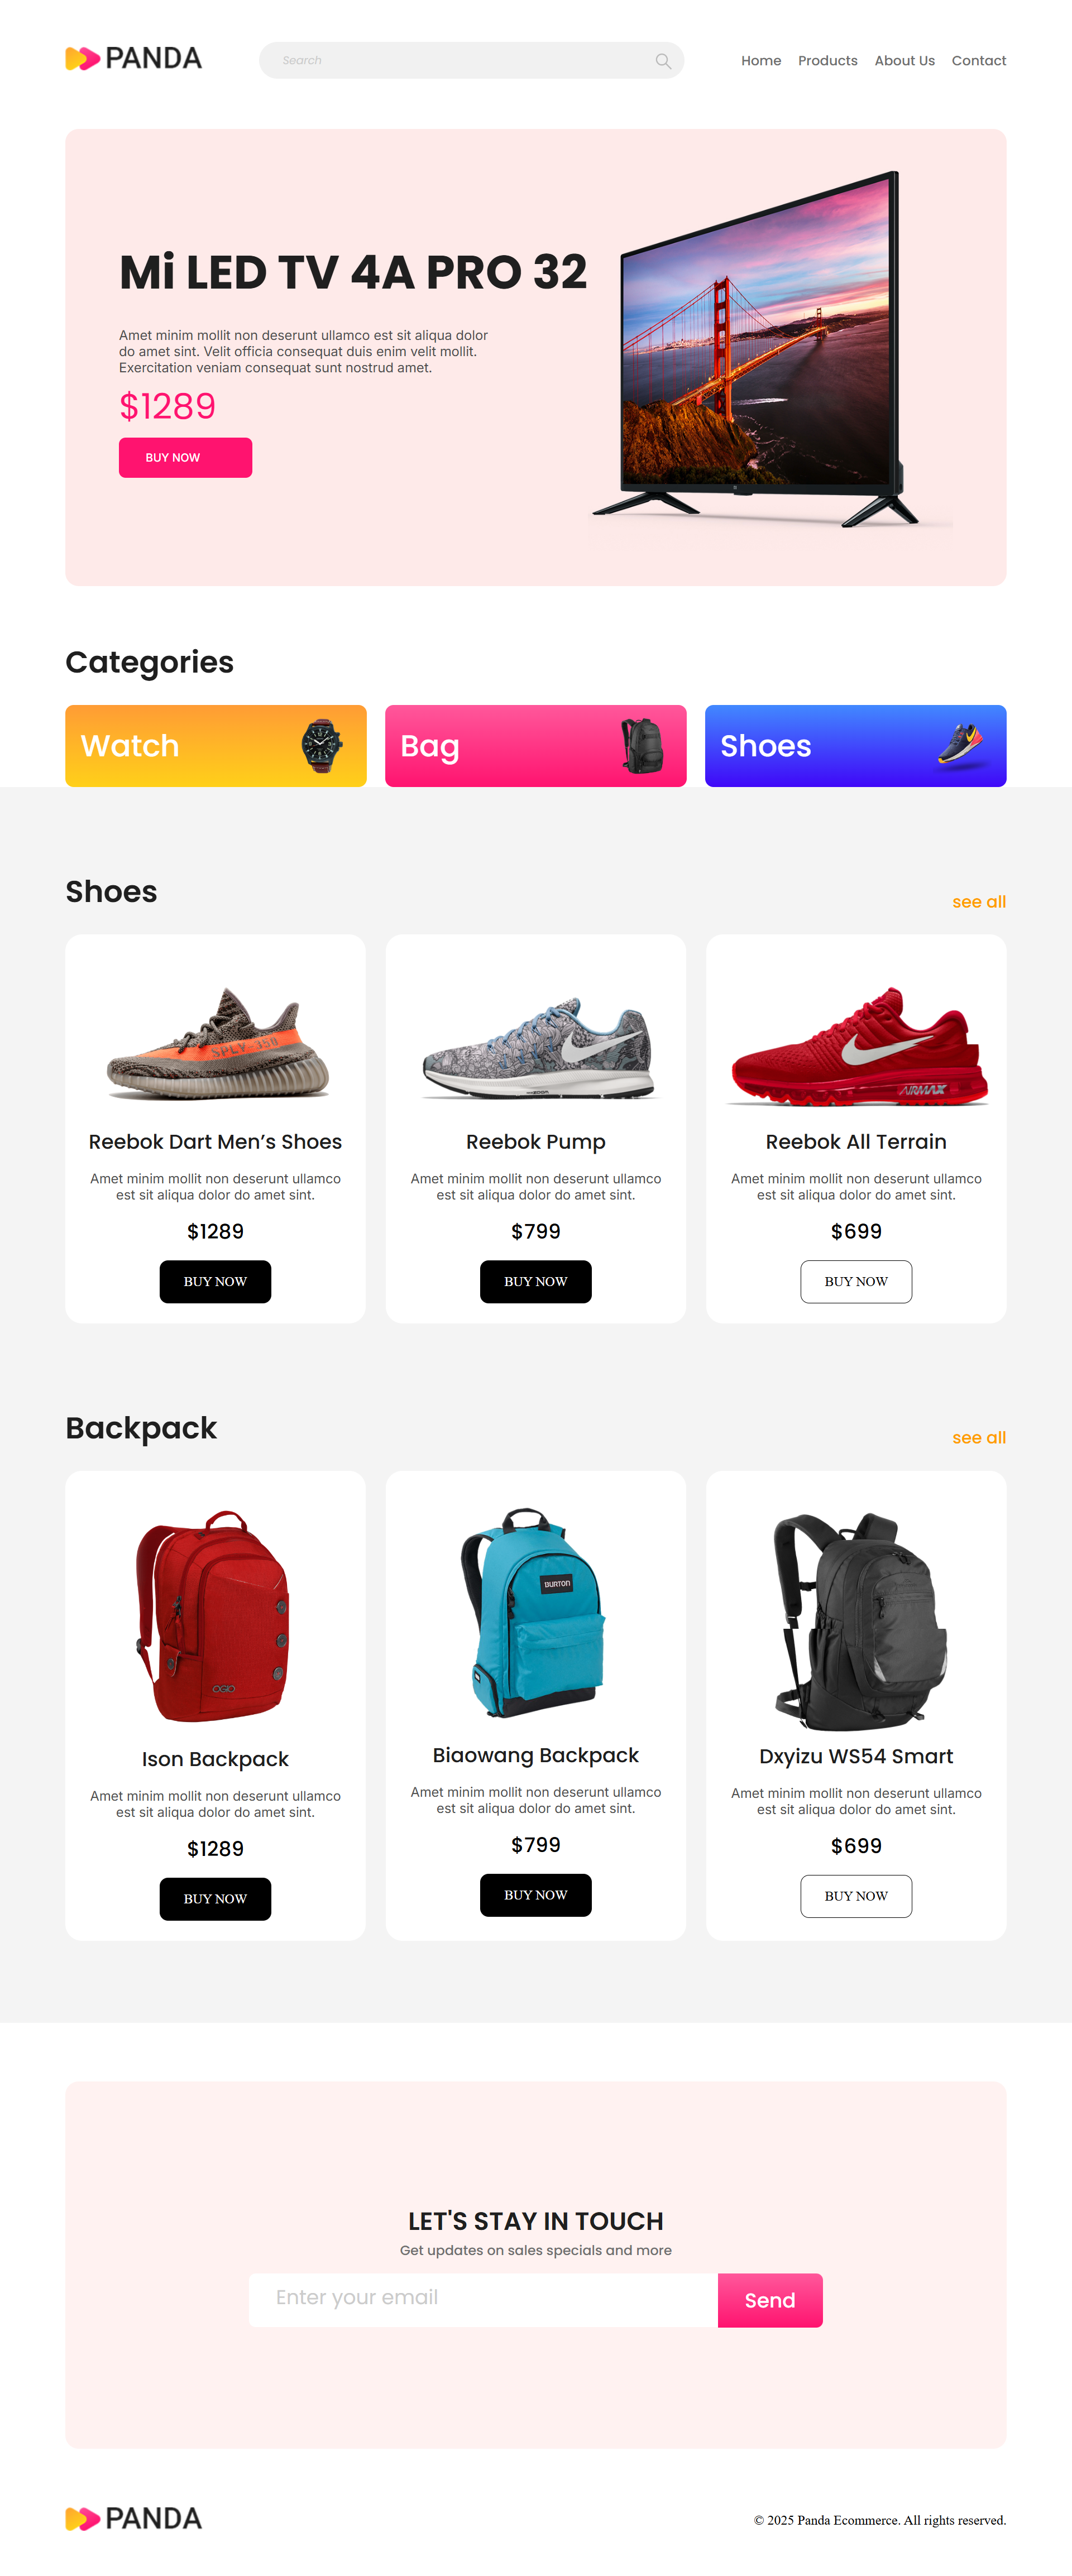 PANDA
Search
Home Products About Us Contact
Mi LED TV 4A PRO 32
Amet minim mollit non deserunt ullamco est sit aliqua dolor
do amet sint. Velit officia consequat duis enim velit mollit.
Exercitation veniam consequat sunt nostrud amet.
$1289
BUY NOW
Categories
Watch
Bag
Shoes
Shoes
see all
SPLY-350
AIRMAX
Reebok Dart Men’s Shoes
Amet minim mollit non deserunt ullamco
est sit aliqua dolor do amet sint.
$1289
BUY NOW
Reebok Pump
Amet minim mollit non deserunt ullamco
est sit aliqua dolor do amet sint.
$799
BUY NOW
Reebok All Terrain
Amet minim mollit non deserunt ullamco
est sit aliqua dolor do amet sint.
$699
BUY NOW
Backpack
see all
OGIO
BURTON
Ison Backpack
Amet minim mollit non deserunt ullamco
est sit aliqua dolor do amet sint.
$1289
BUY NOW
Biaowang Backpack
Amet minim mollit non deserunt ullamco
est sit aliqua dolor do amet sint.
$799
BUY NOW
Dxyizu WS54 Smart
Amet minim mollit non deserunt ullamco
est sit aliqua dolor do amet sint.
$699
BUY NOW
LET'S STAY IN TOUCH
Get updates on sales specials and more
Enter your email
Send
PANDA
© 2025 Panda Ecommerce. All rights reserved.